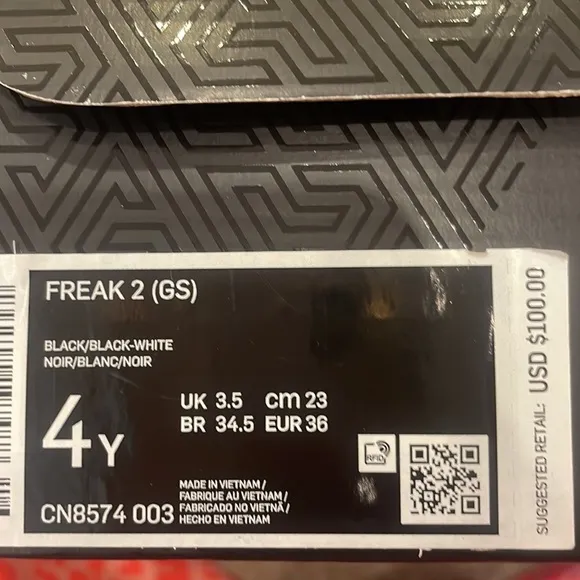 FREAK 2 (GS)
BLACK/BLACK-WHITE
NOIR/BLANC/NOIR
4Y
UK 3.5 cm 23
BR 34.5 EUR 36
RFID
CN8574 003
MADE IN VIETNAM /
FABRIQUE AU VIETNAM /
FABRICADO NO VIETNÃ /
HECHO EN VIETNAM
SUGGESTED RETAIL: USD $100.00